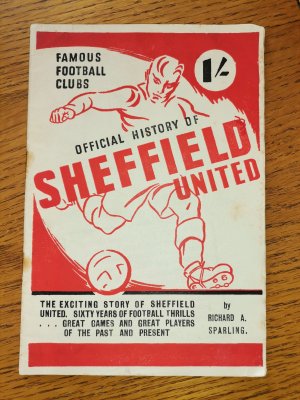 FAMOUS
FOOTBALL
CLUBS
1/-
OFFICIAL HISTORY OF
SHEFFIELD
UNITED
THE EXCITING STORY OF SHEFFIELD
UNITED. SIXTY YEARS OF FOOTBALL THRILLS
. . . GREAT GAMES AND GREAT PLAYERS
OF THE PAST AND PRESENT
by
RICHARD A.
SPARLING.